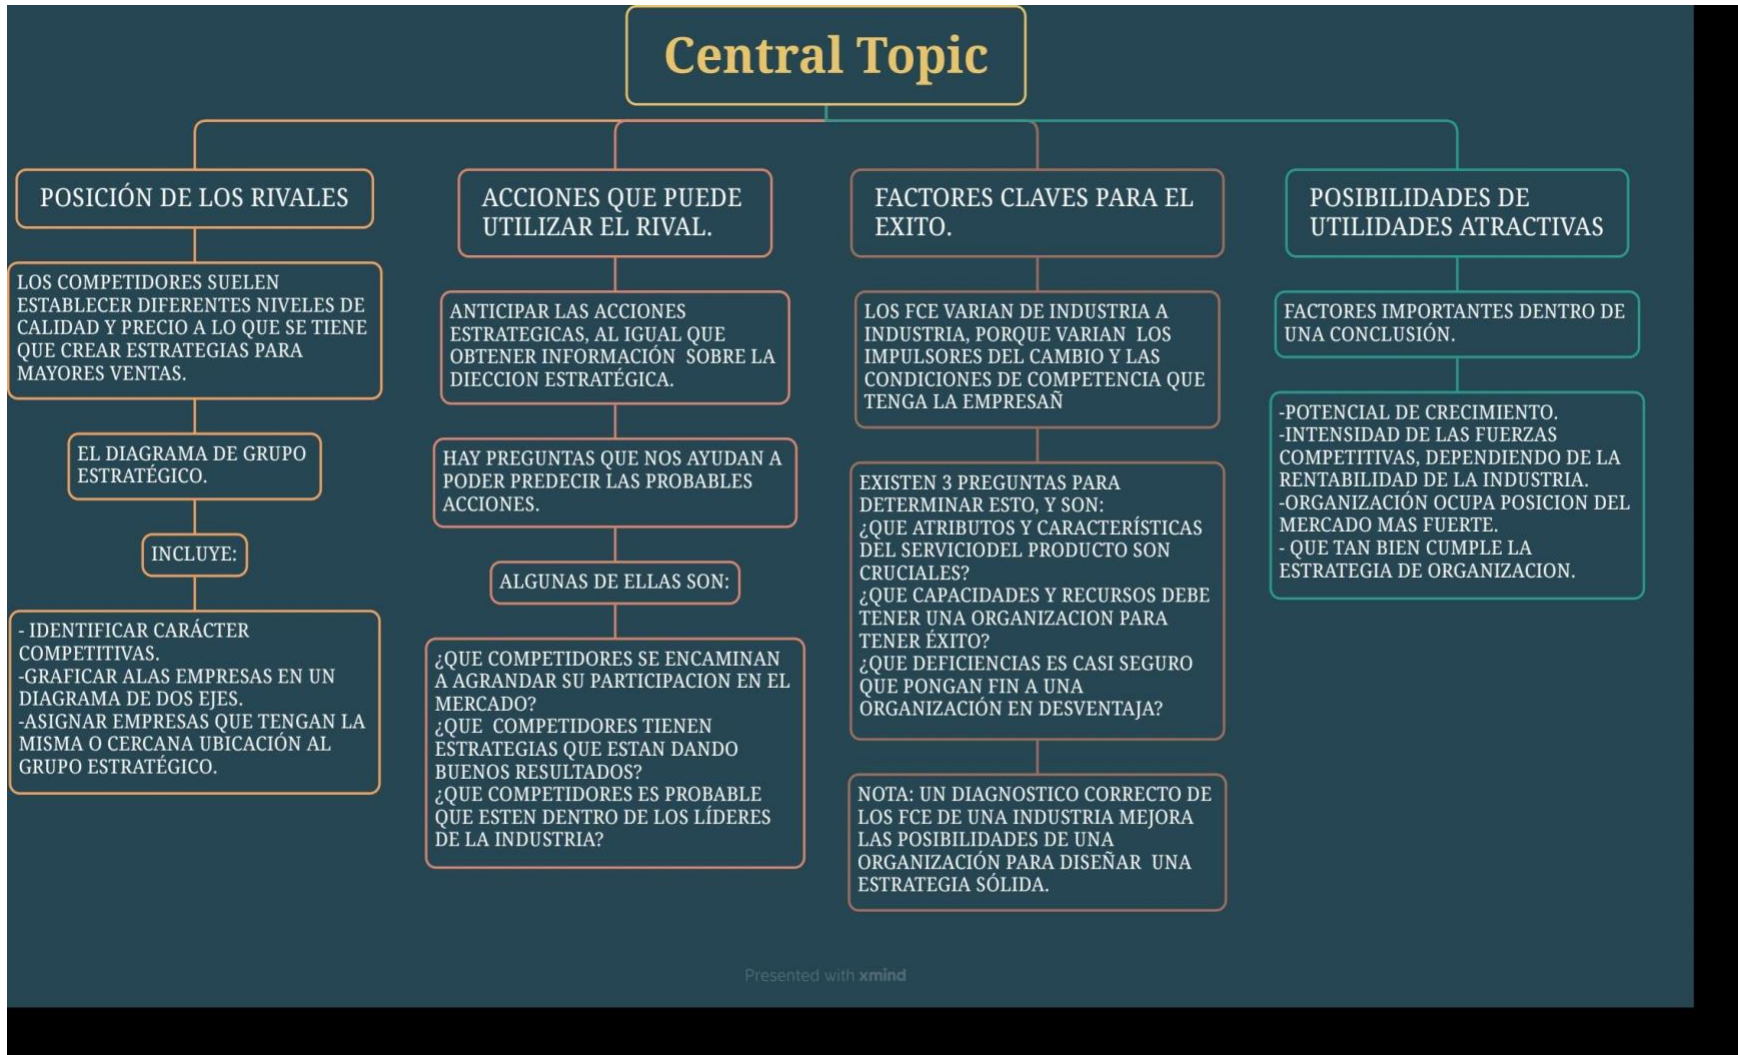 Central Topic
POSICIÓN DE LOS RIVALES
LOS COMPETIDORES SUELEN
ESTABLECER DIFERENTES NIVELES DE
CALIDAD Y PRECIO A LO QUE SE TIENE
QUE CREAR ESTRATEGIAS PARA
MAYORES VENTAS.
EL DIAGRAMA DE GRUPO
ESTRATÉGICO.
INCLUYE:
- IDENTIFICAR CARÁCTER
COMPETITIVAS.
-GRAFICAR ALAS EMPRESAS EN UN
DIAGRAMA DE DOS EJES.
-ASIGNAR EMPRESAS QUE TENGAN LA
MISMA O CERCANA UBICACIÓN AL
GRUPO ESTRATÉGICO.
ACCIONES QUE PUEDE
UTILIZAR EL RIVAL.
ANTICIPAR LAS ACCIONES
ESTRATEGICAS, AL IGUAL QUE
OBTENER INFORMACIÓN  SOBRE LA
DIECCION ESTRATÉGICA.
HAY PREGUNTAS QUE NOS AYUDAN A
PODER PREDECIR LAS PROBABLES
ACCIONES.
ALGUNAS DE ELLAS SON:
¿QUE COMPETIDORES SE ENCAMINAN
A AGRANDAR SU PARTICIPACION EN EL
MERCADO?
¿QUE  COMPETIDORES TIENEN
ESTRATEGIAS QUE ESTAN DANDO
BUENOS RESULTADOS?
¿QUE COMPETIDORES ES PROBABLE
QUE ESTEN DENTRO DE LOS LÍDERES
DE LA INDUSTRIA?
FACTORES CLAVES PARA EL
EXITO.
LOS FCE VARIAN DE INDUSTRIA A
INDUSTRIA, PORQUE VARIAN  LOS
IMPULSORES DEL CAMBIO Y LAS
CONDICIONES DE COMPETENCIA QUE
TENGA LA EMPRESAÑ
EXISTEN 3 PREGUNTAS PARA
DETERMINAR ESTO, Y SON:
¿QUE ATRIBUTOS Y CARACTERÍSTICAS
DEL SERVICIODEL PRODUCTO SON
CRUCIALES?
¿QUE CAPACIDADES Y RECURSOS DEBE
TENER UNA ORGANIZACION PARA
TENER ÉXITO?
¿QUE DEFICIENCIAS ES CASI SEGURO
QUE PONGAN FIN A UNA
ORGANIZACIÓN EN DESVENTAJA?
NOTA: UN DIAGNOSTICO CORRECTO DE
LOS FCE DE UNA INDUSTRIA MEJORA
LAS POSIBILIDADES DE UNA
ORGANIZACIÓN PARA DISEÑAR  UNA
ESTRATEGIA SÓLIDA.
POSIBILIDADES DE
UTILIDADES ATRACTIVAS
FACTORES IMPORTANTES DENTRO DE
UNA CONCLUSIÓN.
-POTENCIAL DE CRECIMIENTO.
-INTENSIDAD DE LAS FUERZAS
COMPETITIVAS, DEPENDIENDO DE LA
RENTABILIDAD DE LA INDUSTRIA.
-ORGANIZACIÓN OCUPA POSICION DEL
MERCADO MAS FUERTE.
- QUE TAN BIEN CUMPLE LA
ESTRATEGIA DE ORGANIZACION.
Presented with xmind